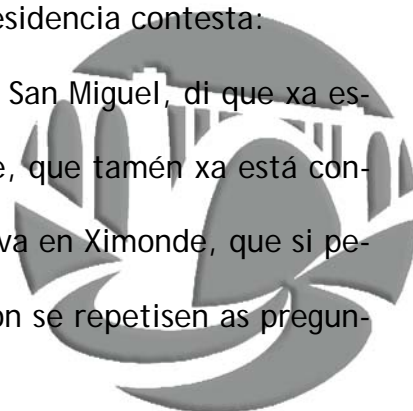 esidencia contesta:
San Miguel, di que xa es-
e, que tamén xa está con-
va en Ximonde, que si pe-
on se repetisen as pregun-